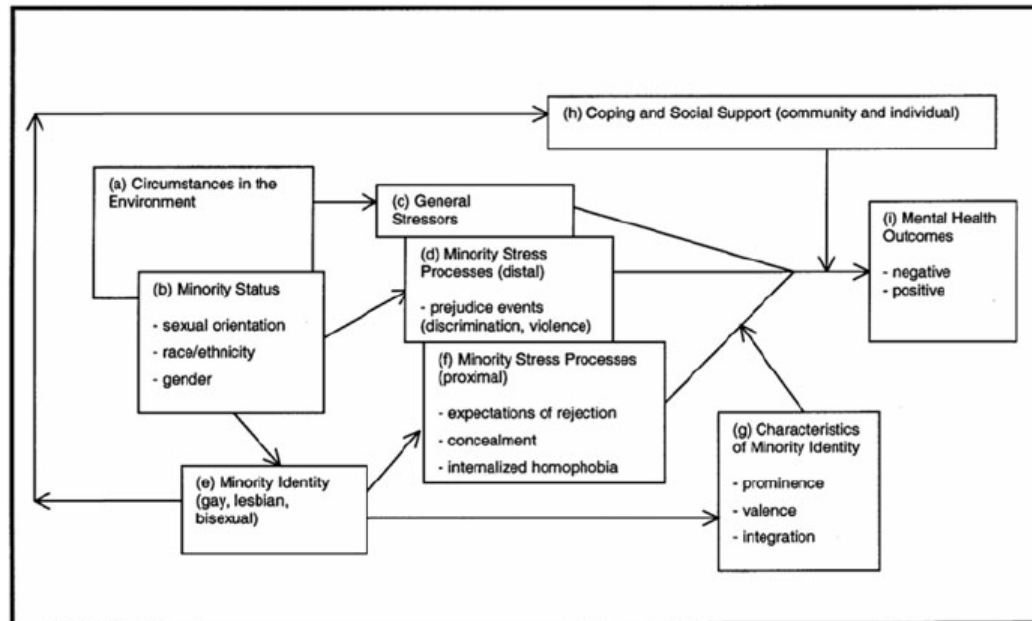 (h) Coping and Social Support (community and individual)
(a) Circumstances in the
Environment
(c) General
Stressors
(i) Mental Health
Outcomes
- negative
- positive
(d) Minority Stress
Processes (distal)
- prejudice events
(discrimination, violence)
(b) Minority Status
- sexual orientation
- race/ethnicity
- gender
(f) Minority Stress Processes
(proximal)
- expectations of rejection
- concealment
- internalized homophobia
(g) Characteristics
of Minority Identity
- prominence
- valence
- integration
(e) Minority Identity
(gay, lesbian,
bisexual)